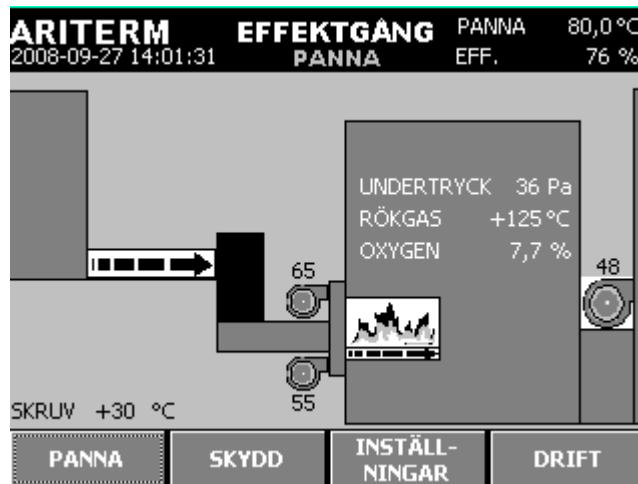 ARITERM EFFEKTGÅNG PANNA 80,0 °C
2008-09-27 14:01:31 PANNA EFF. 76 %
UNDERTRYCK 36 Pa
RÖKGAS +125 °C
OXYGEN 7,7 %
65
48
55
SKRUV +30 °C
PANNA SKYDD INSTÄLL-
NINGAR DRIFT